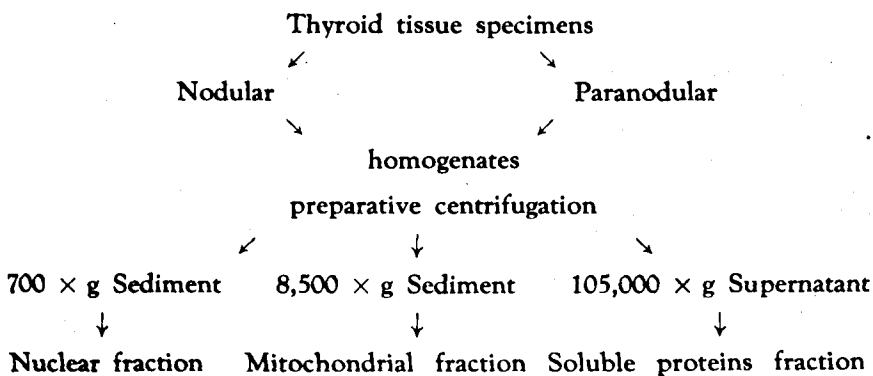 Thyroid tissue specimens
Nodular Paranodular
homogenates
preparative centrifugation
700 × g Sediment 8,500 × g Sediment 105,000 × g Supernatant
Nuclear fraction Mitochondrial fraction Soluble proteins fraction